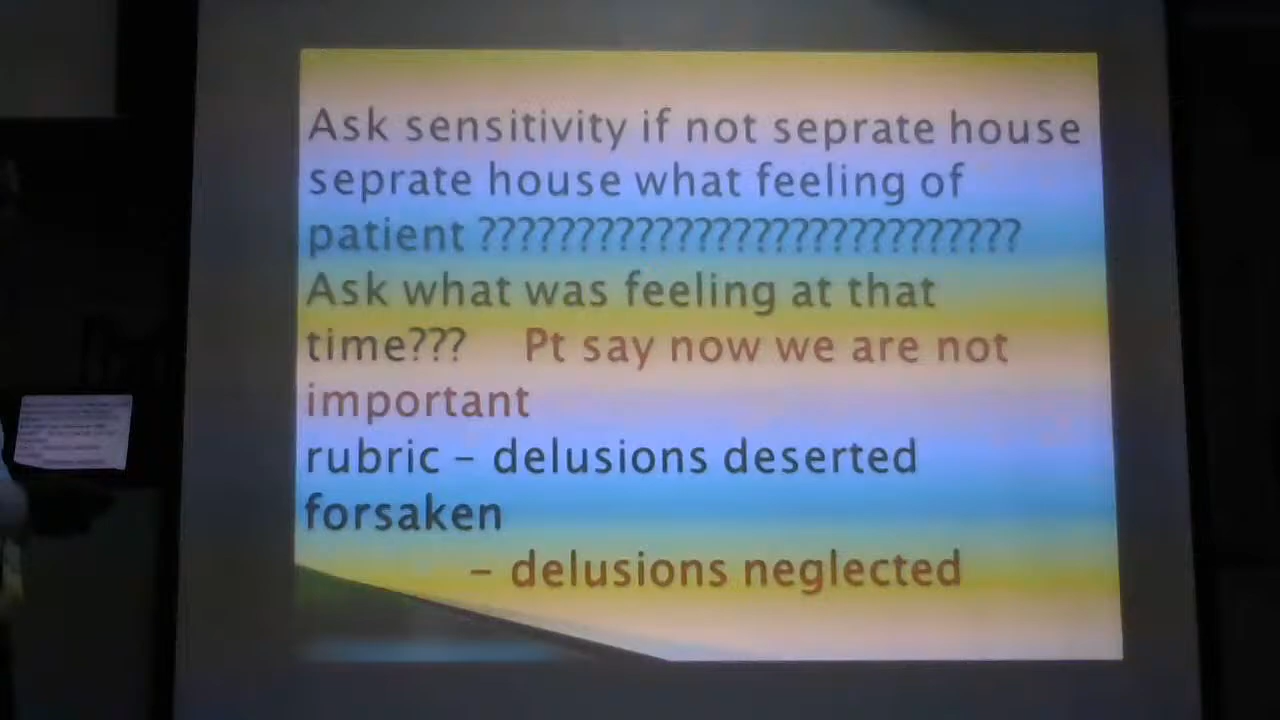 Ask sensitivity if not seprate house
seprate house what feeling of
patient ????????????????????????????
Ask what was feeling at that
time??? Pt say now we are not
important
rubric – delusions deserted
forsaken
– delusions neglected